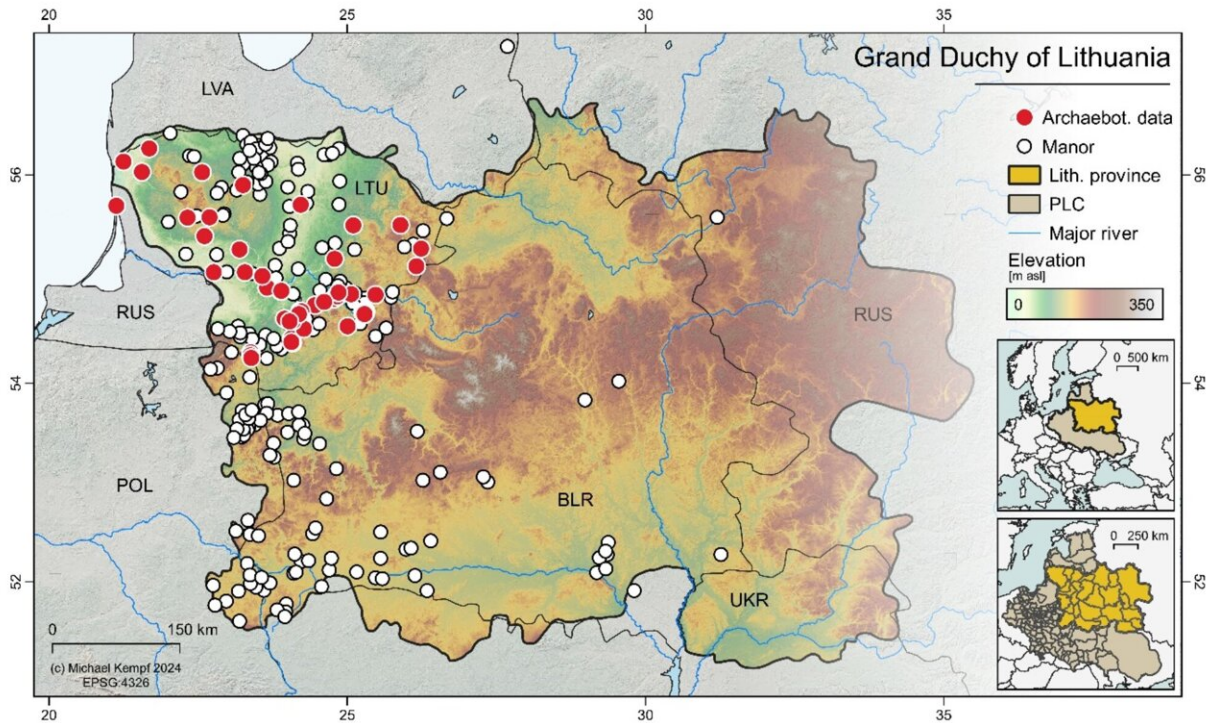 20 25 30 35
Grand Duchy of Lithuania
LVA
Archaebot. data
Manor
56 LTU 56
Lith. province
PLC
Major river
Elevation
[m asl]
0 350
RUS
RUS
0 500 km
54 54
POL
BLR
0 250 km
52 52
UKR
0 150 km
(c) Michael Kempf 2024
EPSG:4326
20 25 30 35